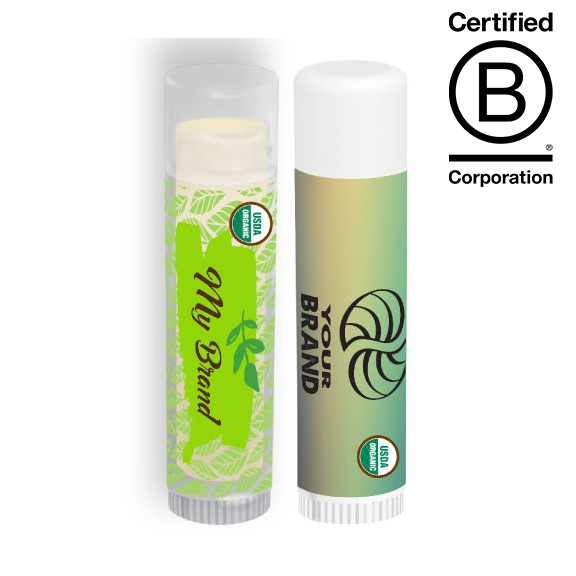 Certified
B
®
Corporation
USDA
ORGANIC
My Brand
YOUR
BRAND
USDA
ORGANIC